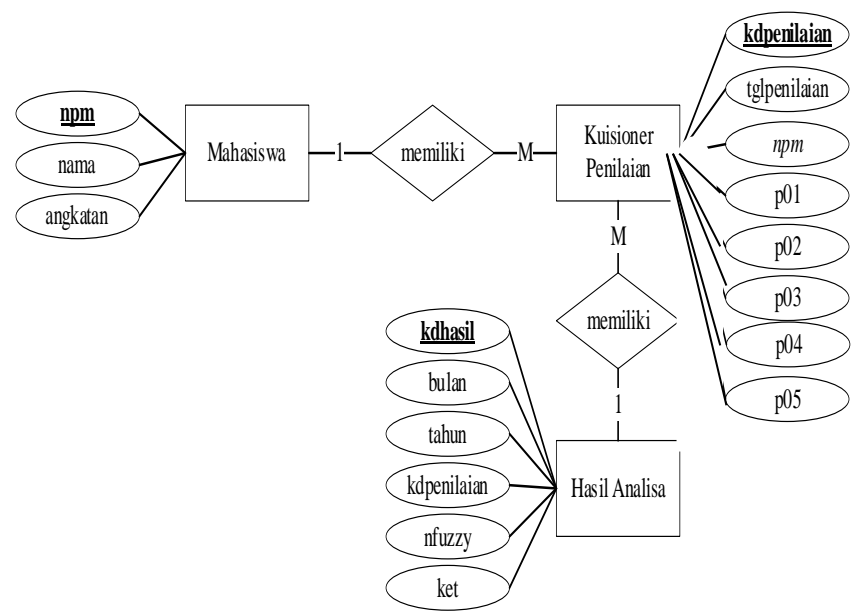 kdpenilaian
tglpenilaian
npm
p01
p02
p03
p04
p05
npm
nama
angkatan
Mahasiswa
1
memiliki
M
Kuisioner
Penilaian
M
memiliki
1
kdhasil
bulan
tahun
kdpenilaian
nfuzzy
ket
Hasil Analisa